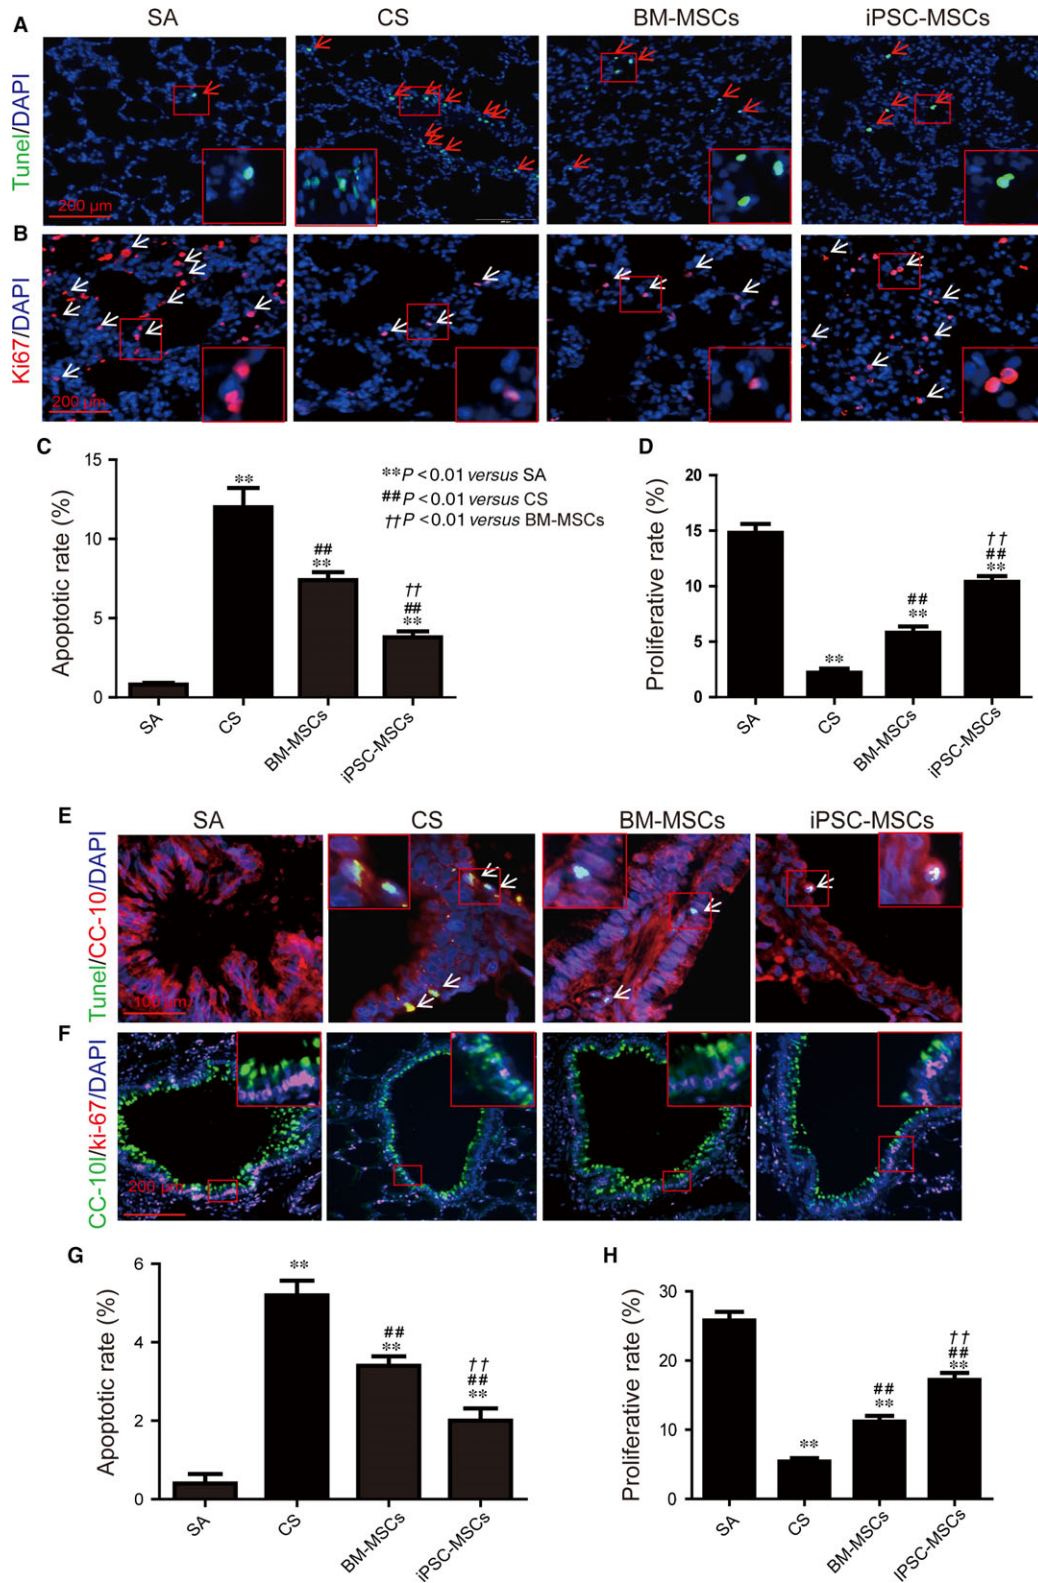 A
SA
CS
BM-MSCs
iPSC-MSCs
Tunel/DAPI
200 µm
B
Ki67/DAPI
200 µm
C
Apoptotic rate (%)
15
10
5
0
**
##
**
††
##
**
SA
CS
BM-MSCs
iPSC-MSCs
**P < 0.01 versus SA
##P < 0.01 versus CS
††P < 0.01 versus BM-MSCs
D
Proliferative rate (%)
20
15
10
5
0
**
##
**
††
##
**
SA
CS
BM-MSCs
iPSC-MSCs
E
SA
CS
BM-MSCs
iPSC-MSCs
Tunel/CC-10/DAPI
100 µm
F
CC-10l/ki-67/DAPI
200 µm
G
Apoptotic rate (%)
6
4
2
0
**
##
**
††
##
**
SA
CS
BM-MSCs
iPSC-MSCs
H
Proliferative rate (%)
30
20
10
0
**
##
**
††
##
**
SA
CS
BM-MSCs
IPSC-MSCs